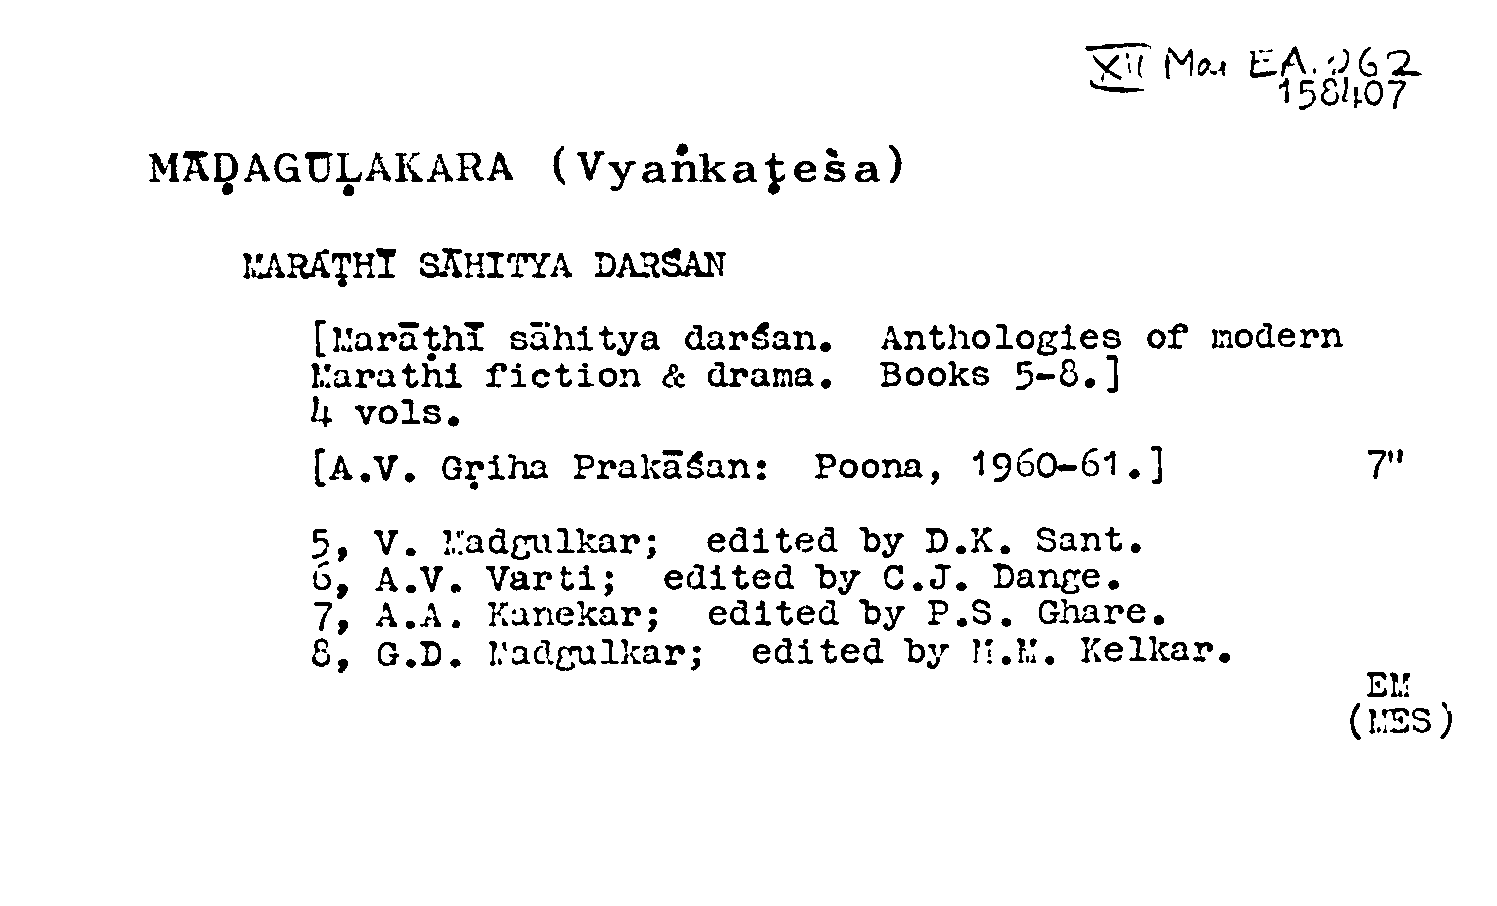 XII Mar EA.262
158407
MĀḌAGŪḶAKARA (Vyaṅkaṭeśa)
MARĀṬHĪ SĀHITYA DARŚAN
[Marāṭhī sāhitya darśan. Anthologies of modern
Marathi fiction & drama. Books 5-8.]
4 vols.
[A.V. Gṛiha Prakāśan: Poona, 1960-61.] 7"
5, V. Madgulkar; edited by D.K. Sant.
6, A.V. Varti; edited by C.J. Dange.
7, A.A. Kanekar; edited by P.S. Ghare.
8, G.D. Madgulkar; edited by M.M. Kelkar.
EM
(MES)